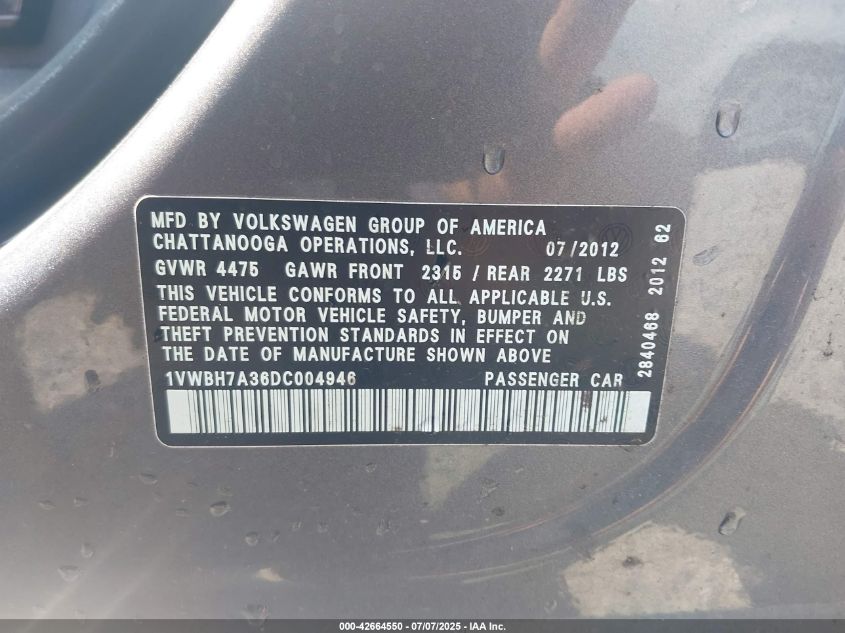 MFD BY VOLKSWAGEN GROUP OF AMERICA
CHATTANOOGA OPERATIONS, LLC. 07/2012
GVWR 4475 GAWR FRONT 2315 / REAR 2271 LBS
THIS VEHICLE CONFORMS TO ALL APPLICABLE U.S.
FEDERAL MOTOR VEHICLE SAFETY, BUMPER AND
THEFT PREVENTION STANDARDS IN EFFECT ON
THE DATE OF MANUFACTURE SHOWN ABOVE
1VWBH7A36DC004946 PASSENGER CAR
2840468 2012 62
000-42664550 - 07/07/2025 - IAA Inc.